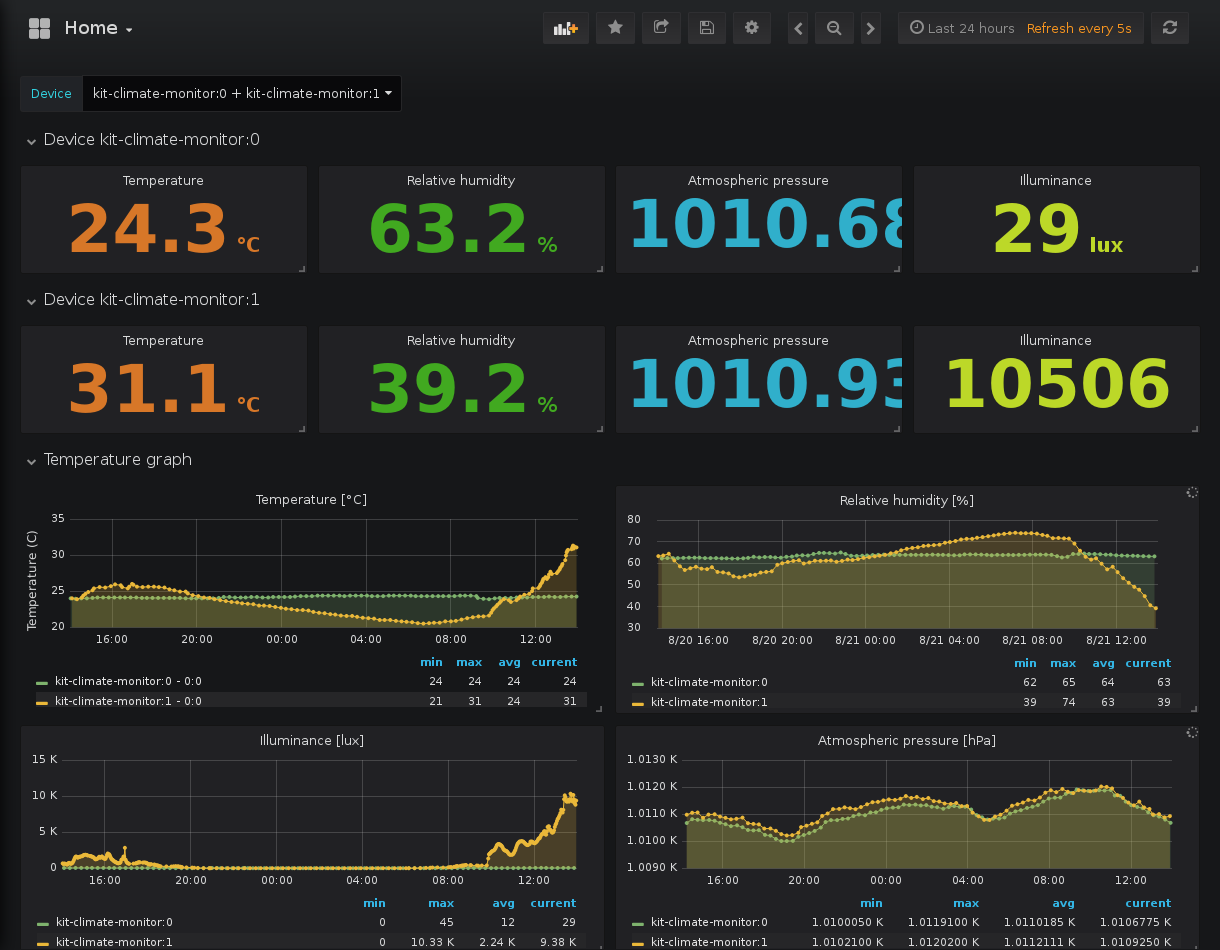 Home
Last 24 hours Refresh every 5s
Device kit-climate-monitor:0 + kit-climate-monitor:1
Device kit-climate-monitor:0
Temperature Relative humidity Atmospheric pressure Illuminance
24.3 °C 63.2 % 1010.68 29 lux
Device kit-climate-monitor:1
Temperature Relative humidity Atmospheric pressure Illuminance
31.1 °C 39.2 % 1010.93 10506
Temperature graph
Temperature [°C]
Temperature (C)
35
30
25
20
16:00 20:00 00:00 04:00 08:00 12:00
min max avg current
kit-climate-monitor:0 - 0:0 24 24 24 24
kit-climate-monitor:1 - 0:0 21 31 24 31
Relative humidity [%]
80
70
60
50
40
30
8/20 16:00 8/20 20:00 8/21 00:00 8/21 04:00 8/21 08:00 8/21 12:00
min max avg current
kit-climate-monitor:0 62 65 64 63
kit-climate-monitor:1 39 74 63 39
Illuminance [lux]
15 K
10 K
5 K
0
16:00 20:00 00:00 04:00 08:00 12:00
min max avg current
kit-climate-monitor:0 0 45 12 29
kit-climate-monitor:1 0 10.33 K 2.24 K 9.38 K
Atmospheric pressure [hPa]
1.0130 K
1.0120 K
1.0110 K
1.0100 K
1.0090 K
16:00 20:00 00:00 04:00 08:00 12:00
min max avg current
kit-climate-monitor:0 1.0100050 K 1.0119100 K 1.0110185 K 1.0106775 K
kit-climate-monitor:1 1.0102100 K 1.0120200 K 1.0112111 K 1.0109250 K